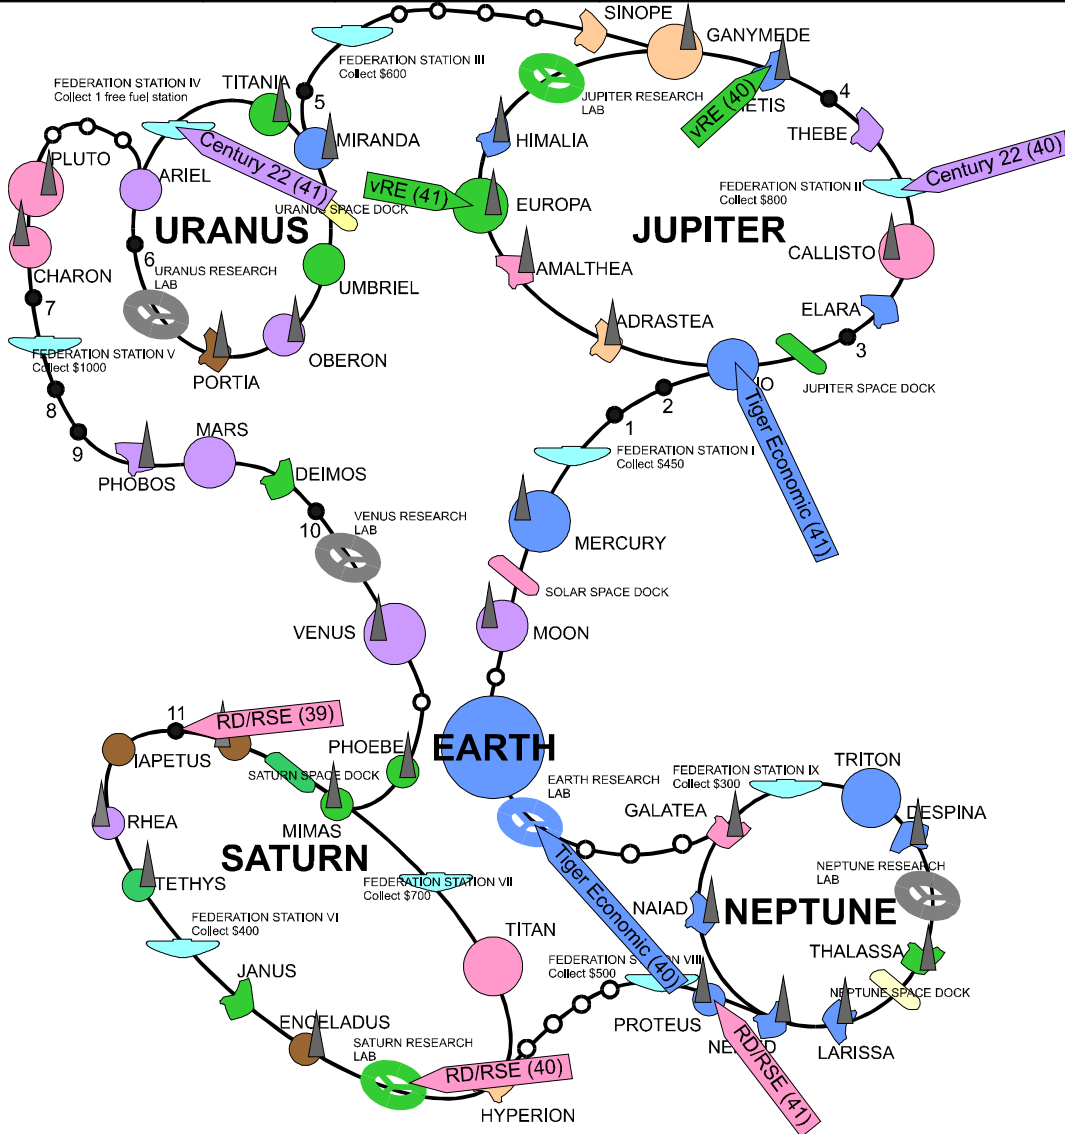 SINOPE
GANYMEDE
FEDERATION STATION III
Collect $600
FEDERATION STATION IV
Collect 1 free fuel station
TITANIA
5
JUPITER RESEARCH
LAB
vRE (40)
METIS
4
THEBE
MIRANDA
HIMALIA
PLUTO
ARIEL
Century 22 (41)
vRE (41)
FEDERATION STATION II
Collect $800
Century 22 (40)
URANUS SPACE DOCK
EUROPA
URANUS
JUPITER
6
CALLISTO
CHARON
URANUS RESEARCH
LAB
AMALTHEA
UMBRIEL
7
ELARA
ADRASTEA
3
FEDERATION STATION V
Collect $1000
OBERON
PORTIA
IO
JUPITER SPACE DOCK
8
2
1
Tiger Economic (41)
9
MARS
FEDERATION STATION I
Collect $450
PHOBOS
DEIMOS
10
VENUS RESEARCH
LAB
MERCURY
SOLAR SPACE DOCK
VENUS
MOON
11
RD/RSE (39)
IAPETUS
PHOEBE
EARTH
SATURN SPACE DOCK
EARTH RESEARCH
LAB
FEDERATION STATION IX
Collect $300
TRITON
GALATEA
DESPINA
RHEA
MIMAS
SATURN
NEPTUNE RESEARCH
LAB
TETHYS
FEDERATION STATION VII
Collect $700
Tiger Economic (40)
NAIAD
NEPTUNE
FEDERATION STATION VI
Collect $400
TITAN
THALASSA
JANUS
FEDERATION STATION VIII
Collect $500
NEPTUNE SPACE DOCK
ENCELADUS
PROTEUS
SATURN RESEARCH
LAB
LARISSA
RD/RSE (40)
RD/RSE (41)
HYPERION